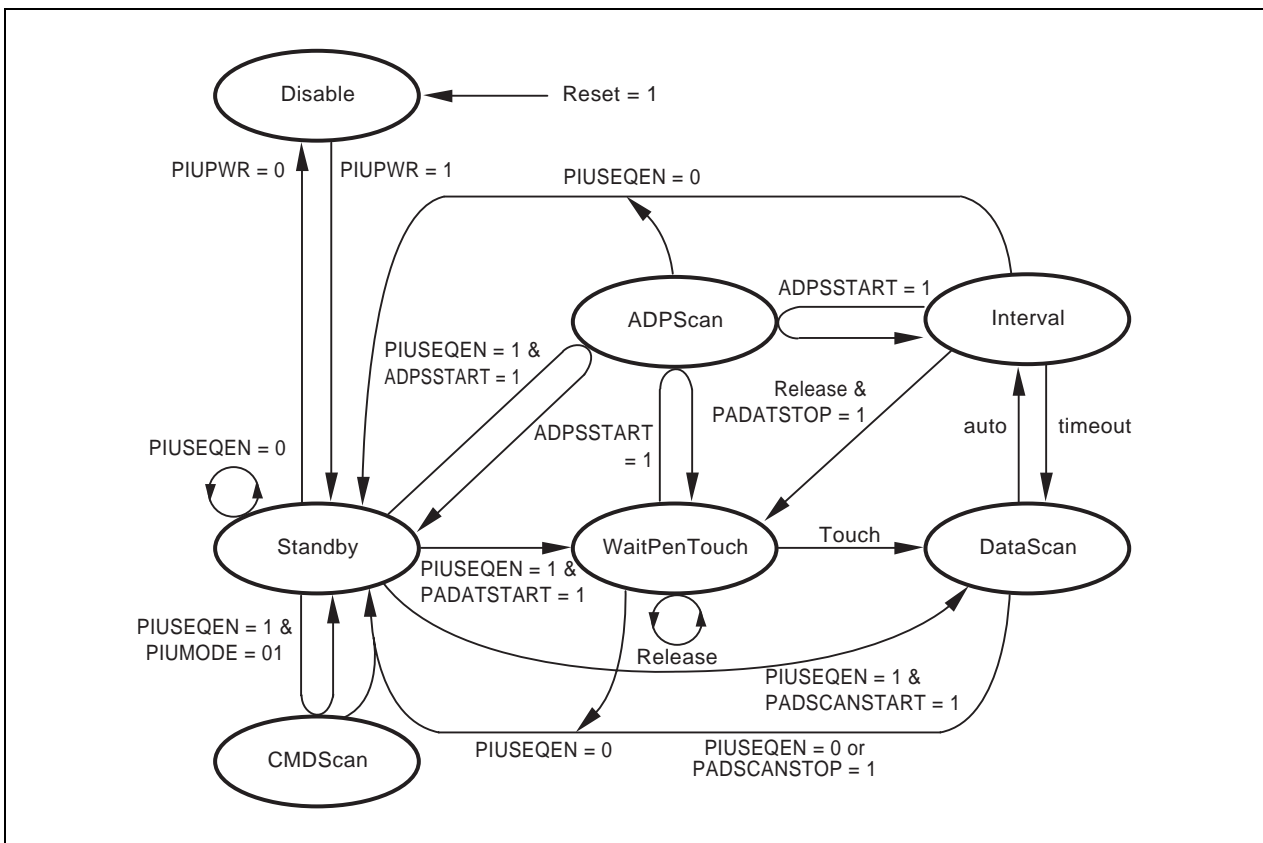 Disable
Reset = 1
PIUPWR = 0
PIUPWR = 1
PIUSEQEN = 0
ADPSSTART = 1
ADPScan
Interval
PIUSEQEN = 1 &
ADPSSTART = 1
Release &
PADATSTOP = 1
ADPSSTART
= 1
auto
timeout
PIUSEQEN = 0
Standby
WaitPenTouch
Touch
DataScan
PIUSEQEN = 1 &
PADATSTART = 1
PIUSEQEN = 1 &
PIUMODE = 01
Release
PIUSEQEN = 1 &
PADSCANSTART = 1
CMDScan
PIUSEQEN = 0
PIUSEQEN = 0 or
PADSCANSTOP = 1